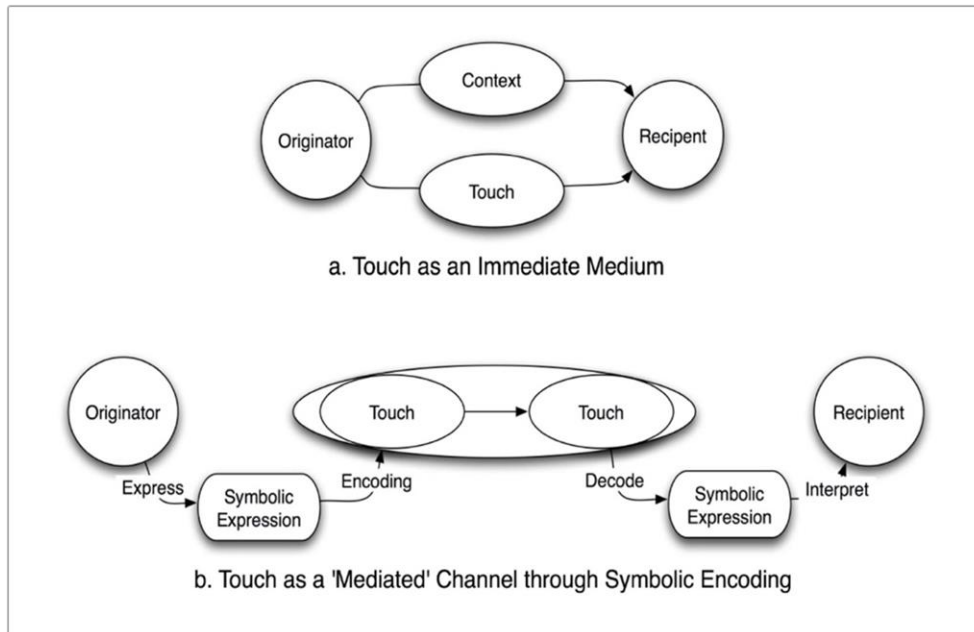 Context
Originator
Recipent
Touch
a. Touch as an Immediate Medium
Originator
Touch
Touch
Recipient
Express
Encoding
Decode
Interpret
Symbolic
Expression
Symbolic
Expression
b. Touch as a 'Mediated' Channel through Symbolic Encoding